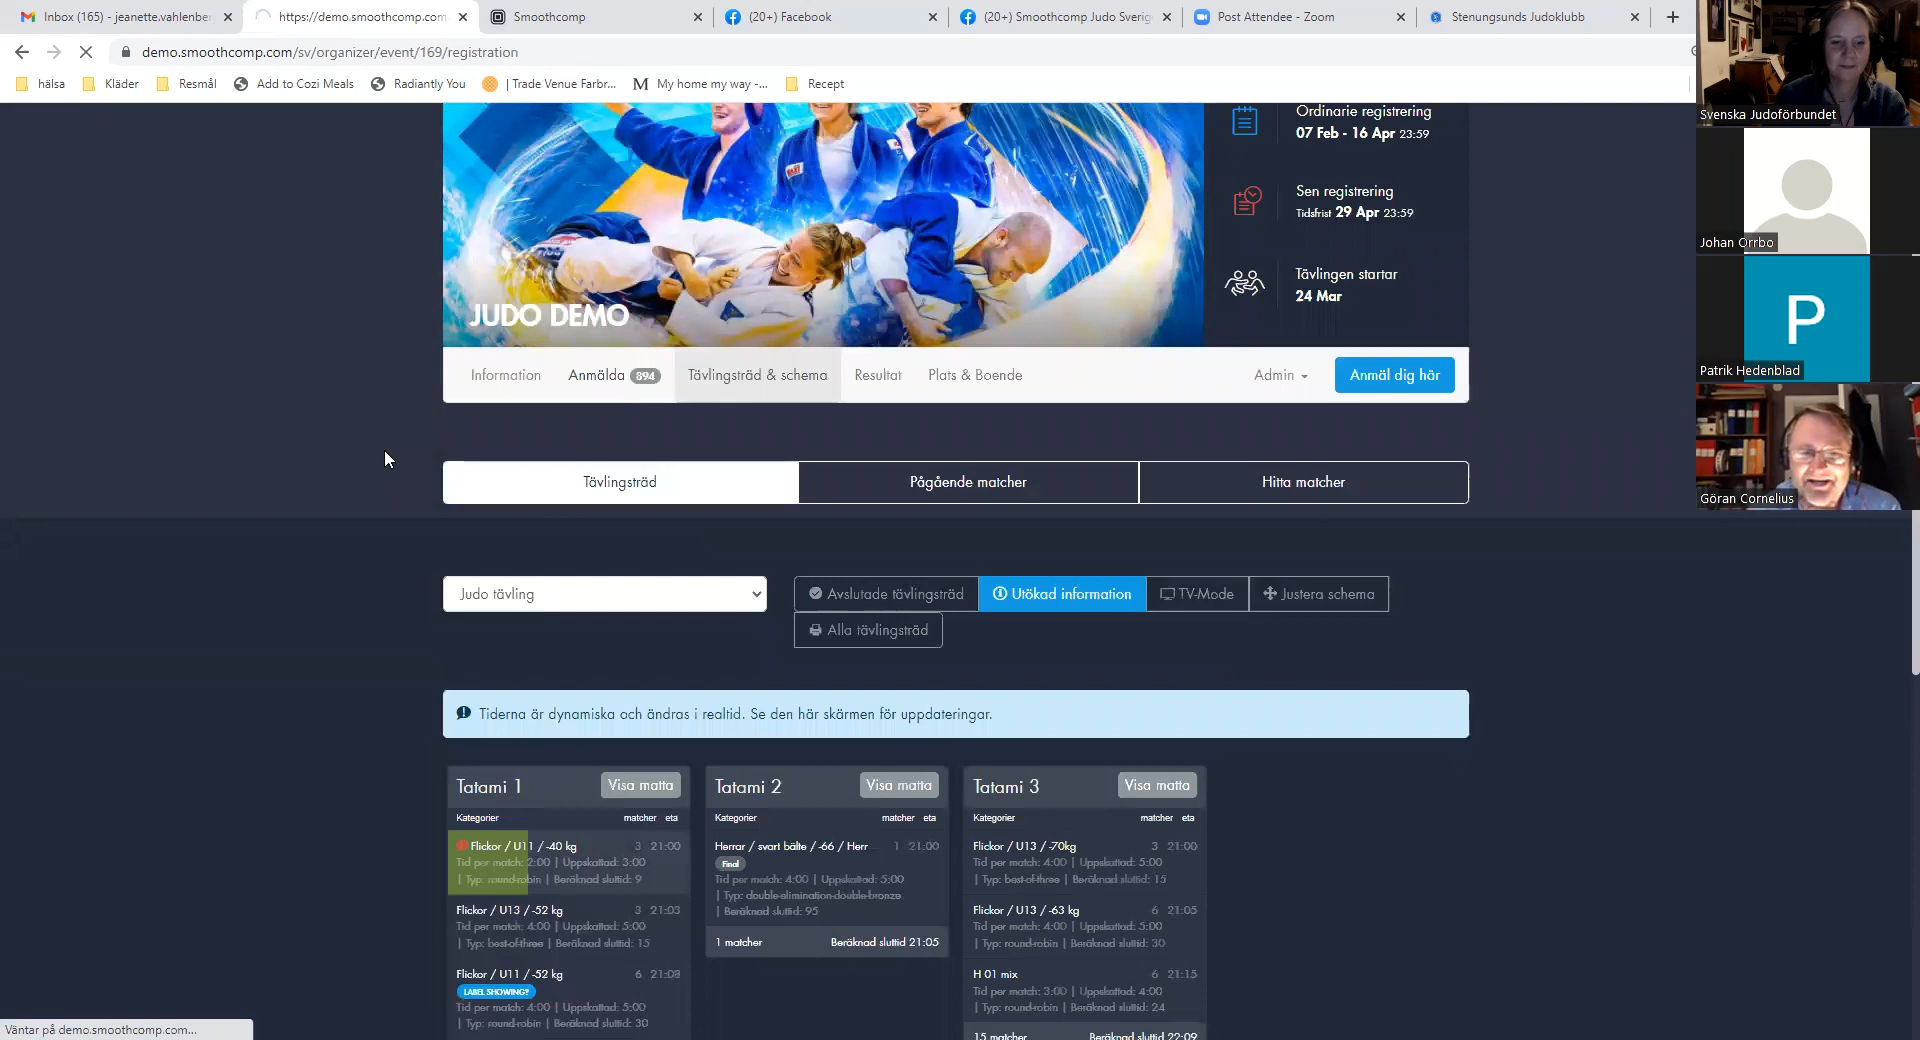 Inbox (165) - jeanette.vahlenber
https://demo.smoothcomp.com
Smoothcomp
(20+) Facebook
(20+) Smoothcomp Judo Sverig
Post Attendee - Zoom
Stenungsunds Judoklubb
demo.smoothcomp.com/sv/organizer/event/169/registration
hälsa
Kläder
Resmål
Add to Cozi Meals
Radiantly You
| Trade Venue Farbr...
My home my way -...
Recept
Svenska Judoförbundet
Johan Orrbo
P
Patrik Hedenblad
Göran Cornelius
Ordinarie registrering
07 Feb - 16 Apr 23:59
Sen registrering
Tidsfrist 29 Apr 23:59
Tävlingen startar
24 Mar
JUDO DEMO
Information
Anmälda 894
Tävlingsträd & schema
Resultat
Plats & Boende
Admin
Anmäl dig här
Tävlingsträd
Pågående matcher
Hitta matcher
Judo tävling
Avslutade tävlingsträd
Utökad information
TV-Mode
Justera schema
Alla tävlingsträd
Tiderna är dynamiska och ändras i realtid. Se den här skärmen för uppdateringar.
Tatami 1
Visa matta
Kategorier matcher eta
Flickor / U11 / -40 kg 3 21:00
Tid per match: 2:00 | Uppskattad: 3:00
| Typ: round-robin | Beräknad sluttid: 9
Flickor / U13 / -52 kg 3 21:03
Tid per match: 4:00 | Uppskattad: 5:00
| Typ: best-of-three | Beräknad sluttid: 15
Flickor / U11 / -52 kg 6 21:08
LABEL SHOWING?
Tid per match: 4:00 | Uppskattad: 5:00
| Typ: round-robin | Beräknad sluttid: 30
Tatami 2
Visa matta
Kategorier matcher eta
Herrar / svart bälte / -66 / Herr 1 21:00
Final
Tid per match: 4:00 | Uppskattad: 5:00
| Typ: double-elimination-double-bronze
| Beräknad sluttid: 95
1 matcher Beräknad sluttid 21:05
Tatami 3
Visa matta
Kategorier matcher eta
Flickor / U13 / -70kg 3 21:00
Tid per match: 4:00 | Uppskattad: 5:00
| Typ: best-of-three | Beräknad sluttid: 15
Flickor / U13 / -63 kg 6 21:05
Tid per match: 4:00 | Uppskattad: 5:00
| Typ: round-robin | Beräknad sluttid: 30
H 01 mix 6 21:15
Tid per match: 3:00 | Uppskattad: 4:00
| Typ: round-robin | Beräknad sluttid: 24
15 matcher Beräknad sluttid 22:09
Väntar på demo.smoothcomp.com...